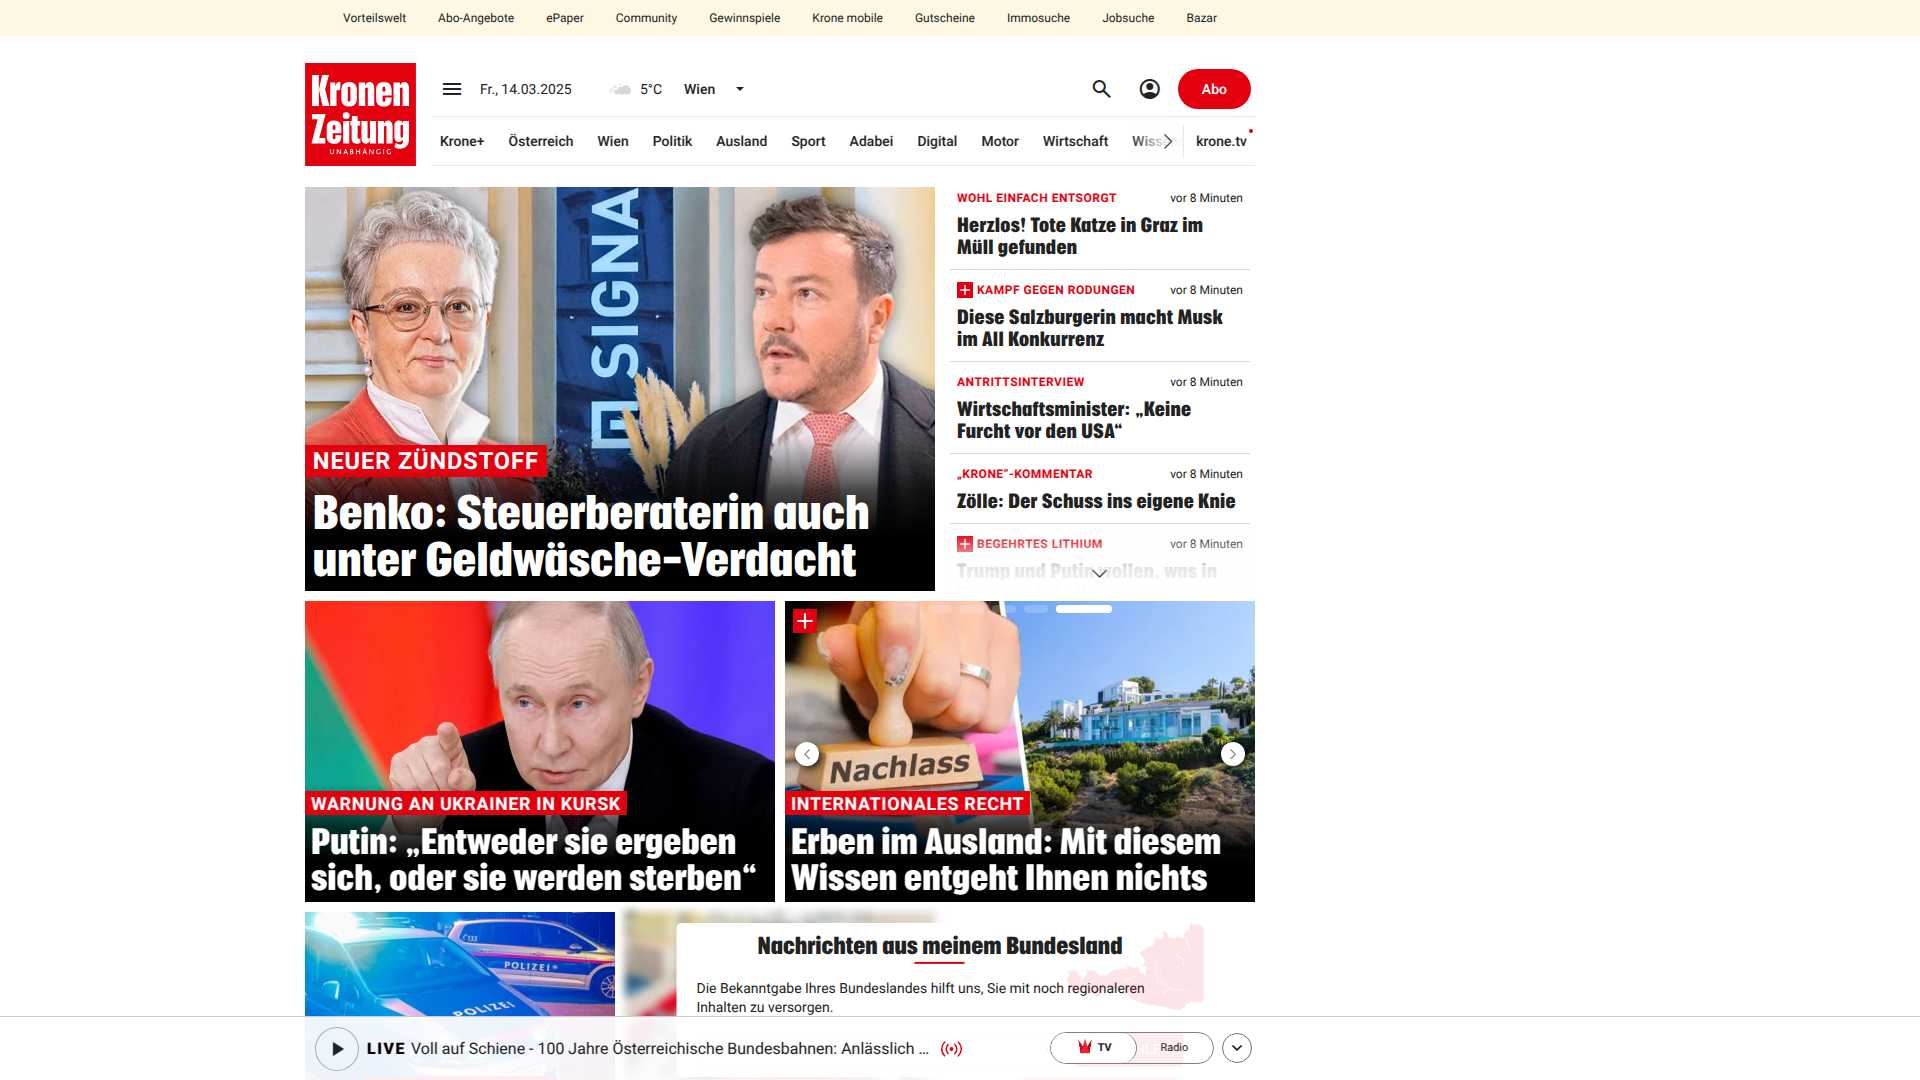 Vorteilswelt Abo-Angebote ePaper Community Gewinnspiele Krone mobile Gutscheine Immosuche Jobsuche Bazar
Kronen
Zeitung
UNABHÄNGIG
Fr., 14.03.2025 5°C Wien
Abo
Krone+ Österreich Wien Politik Ausland Sport Adabei Digital Motor Wirtschaft krone.tv
SIGNA
NEUER ZÜNDSTOFF
Benko: Steuerberaterin auch
unter Geldwäsche-Verdacht
WOHL EINFACH ENTSORGT vor 8 Minuten
Herzlos! Tote Katze in Graz im
Müll gefunden
KAMPF GEGEN RODUNGEN vor 8 Minuten
Diese Salzburgerin macht Musk
im All Konkurrenz
ANTRITTSINTERVIEW vor 8 Minuten
Wirtschaftsminister: „Keine
Furcht vor den USA“
„KRONE“-KOMMENTAR vor 8 Minuten
Zölle: Der Schuss ins eigene Knie
BEGEHRTES LITHIUM vor 8 Minuten
Trump und Putin wollen, was in
WARNUNG AN UKRAINER IN KURSK
Putin: „Entweder sie ergeben
sich, oder sie werden sterben“
Nachlass
INTERNATIONALES RECHT
Erben im Ausland: Mit diesem
Wissen entgeht Ihnen nichts
POLIZEI
POLIZEI
Nachrichten aus meinem Bundesland
Die Bekanntgabe Ihres Bundeslandes hilft uns, Sie mit noch regionaleren
Inhalten zu versorgen.
LIVE Voll auf Schiene - 100 Jahre Österreichische Bundesbahnen: Anlässlich ...
TV Radio